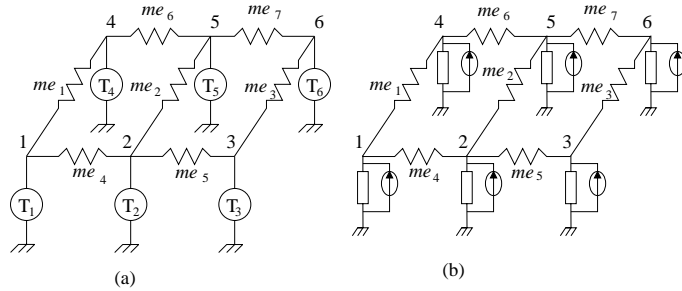 4 me 6 5 me 7 6
me 1 T4 me 2 T5 me 3 T6
1 me 4 2 me 5 3
T1 T2 T3
(a)
4 me 6 5 me 7 6
me 1 me 2 me 3
1 me 4 2 me 5 3
(b)